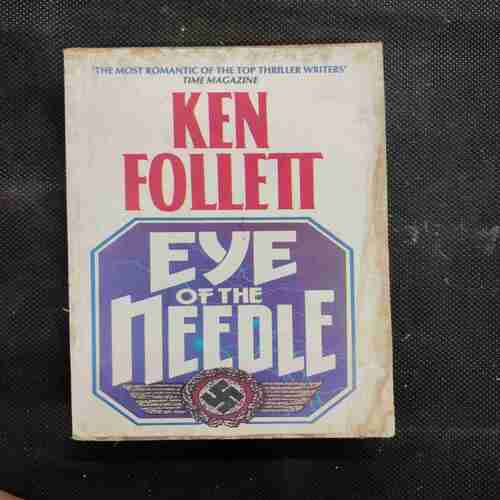 'THE MOST ROMANTIC OF THE TOP THRILLER WRITERS'
TIME MAGAZINE
KEN
FOLLETT
EYE
OF THE
NEEDLE